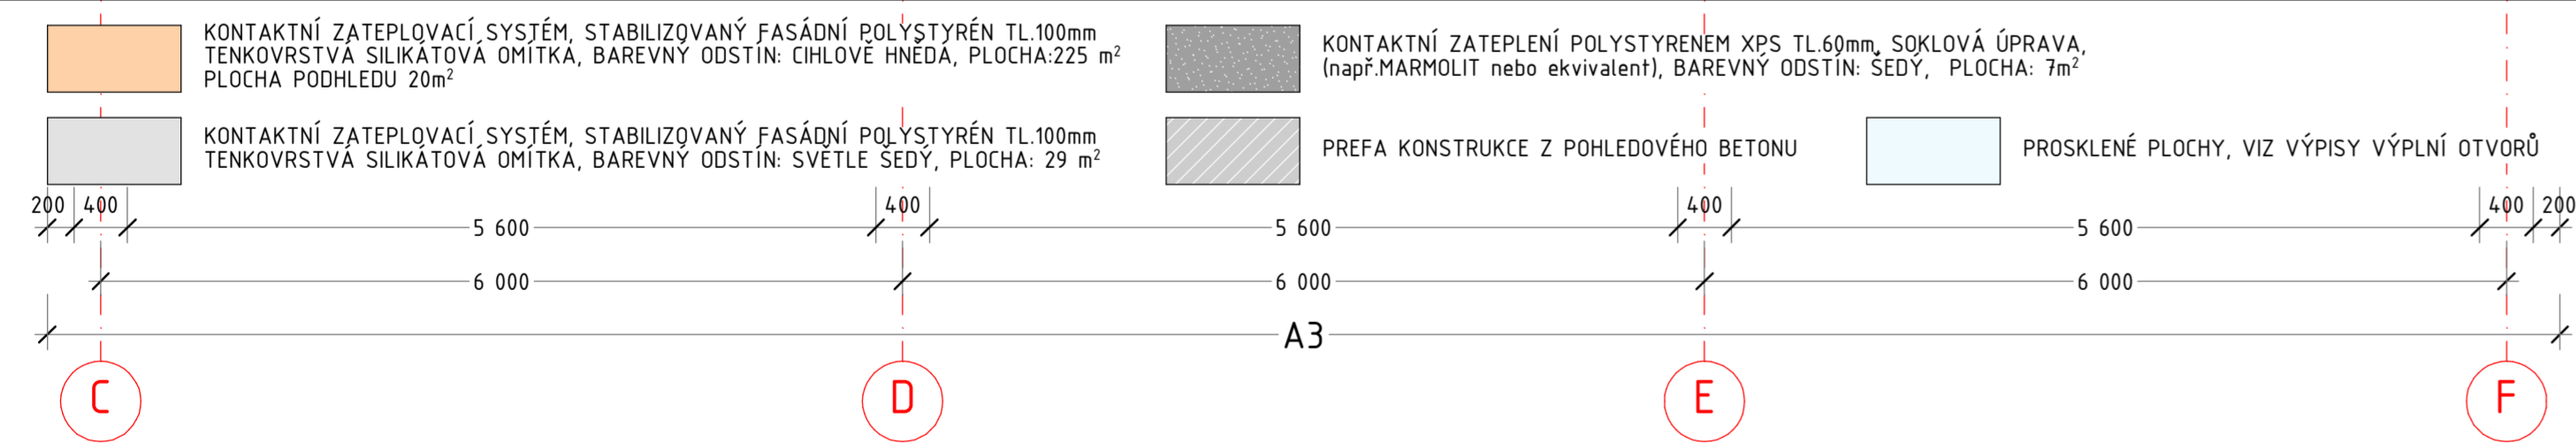 KONTAKTNÍ ZATEPLOVACÍ SYSTÉM, STABILIZOVANÝ FASÁDNÍ POLYSTYRÉN TL.100mm
TENKOVRSTVÁ SILIKÁTOVÁ OMÍTKA, BAREVNÝ ODSTÍN: CIHLOVĚ HNĚDÁ, PLOCHA:225 m²
PLOCHA PODHLEDU 20m²
KONTAKTNÍ ZATEPLENÍ POLYSTYRENEM XPS TL.60mm, SOKLOVÁ ÚPRAVA,
(např.MARMOLIT nebo ekvivalent), BAREVNÝ ODSTÍN: ŠEDÝ, PLOCHA: 7m²
KONTAKTNÍ ZATEPLOVACÍ SYSTÉM, STABILIZOVANÝ FASÁDNÍ POLYSTYRÉN TL.100mm
TENKOVRSTVÁ SILIKÁTOVÁ OMÍTKA, BAREVNÝ ODSTÍN: SVĚTLE ŠEDÝ, PLOCHA: 29 m²
PREFA KONSTRUKCE Z POHLEDOVÉHO BETONU
PROSKLENÉ PLOCHY, VIZ VÝPISY VÝPLNÍ OTVORŮ
200 400 400 400 400 200
5 600 5 600 5 600
6 000 6 000 6 000
A3
C D E F